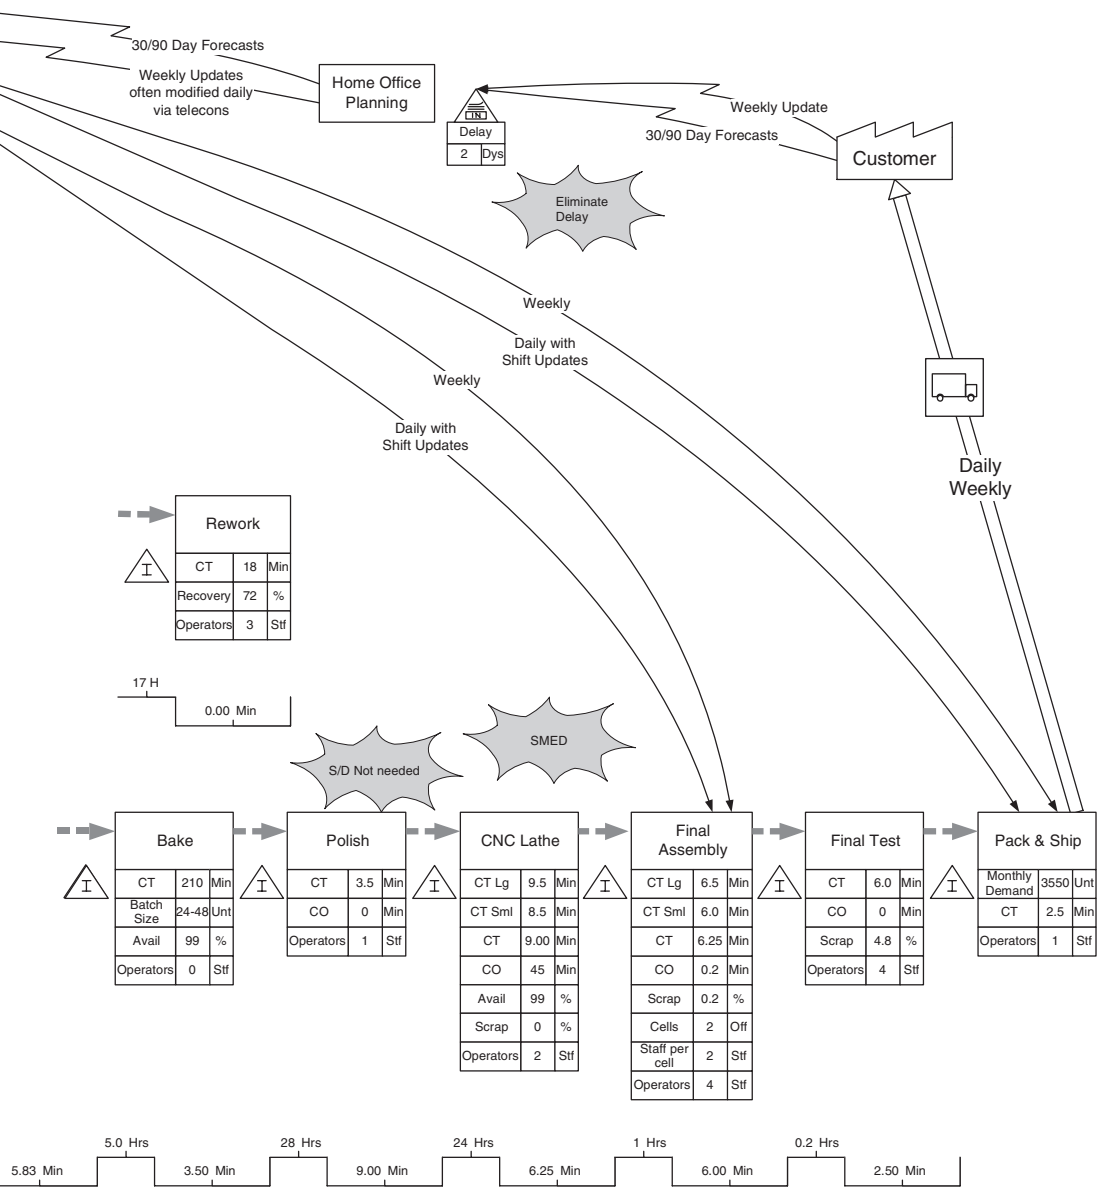 30/90 Day Forecasts
Weekly Updates
often modified daily
via telecons
Home Office
Planning
IN
Delay
2 Dys
Weekly Update
30/90 Day Forecasts
Customer
Eliminate
Delay
Weekly
Daily with
Shift Updates
Weekly
Daily with
Shift Updates
Daily
Weekly
Rework
I
CT 18 Min
Recovery 72 %
Operators 3 Stf
17 H
0.00 Min
S/D Not needed
SMED
Bake
I
CT 210 Min
Batch
Size 24-48 Unt
Avail 99 %
Operators 0 Stf
Polish
I
CT 3.5 Min
CO 0 Min
Operators 1 Stf
CNC Lathe
I
CT Lg 9.5 Min
CT Sml 8.5 Min
CT 9.00 Min
CO 45 Min
Avail 99 %
Scrap 0 %
Operators 2 Stf
Final
Assembly
I
CT Lg 6.5 Min
CT Sml 6.0 Min
CT 6.25 Min
CO 0.2 Min
Scrap 0.2 %
Cells 2 Off
Staff per
cell 2 Stf
Operators 4 Stf
Final Test
I
CT 6.0 Min
CO 0 Min
Scrap 4.8 %
Operators 4 Stf
Pack & Ship
I
Monthly
Demand 3550 Unt
CT 2.5 Min
Operators 1 Stf
5.0 Hrs
28 Hrs
24 Hrs
1 Hrs
0.2 Hrs
5.83 Min
3.50 Min
9.00 Min
6.25 Min
6.00 Min
2.50 Min